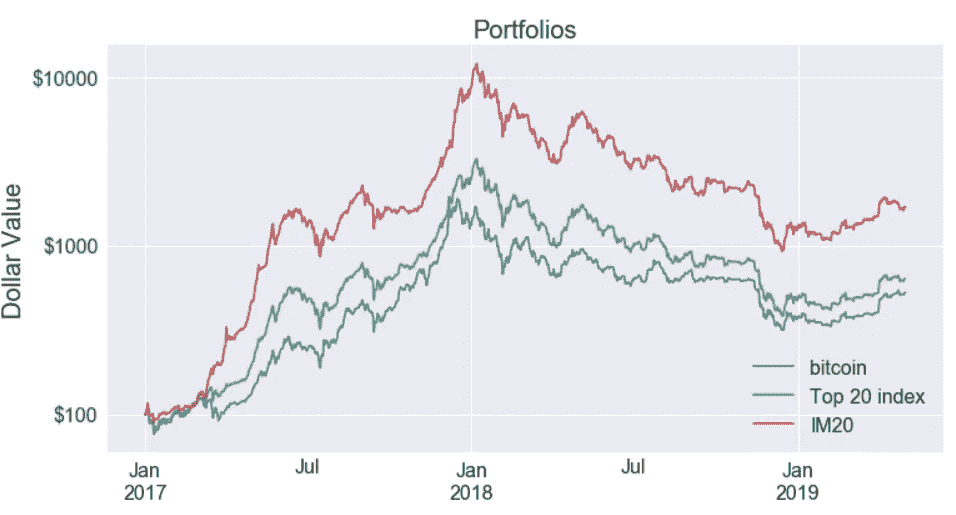 Portfolios
$10000
$1000
$100
Dollar Value
bitcoin
Top 20 index
IM20
Jan
2017
Jul
Jan
2018
Jul
Jan
2019